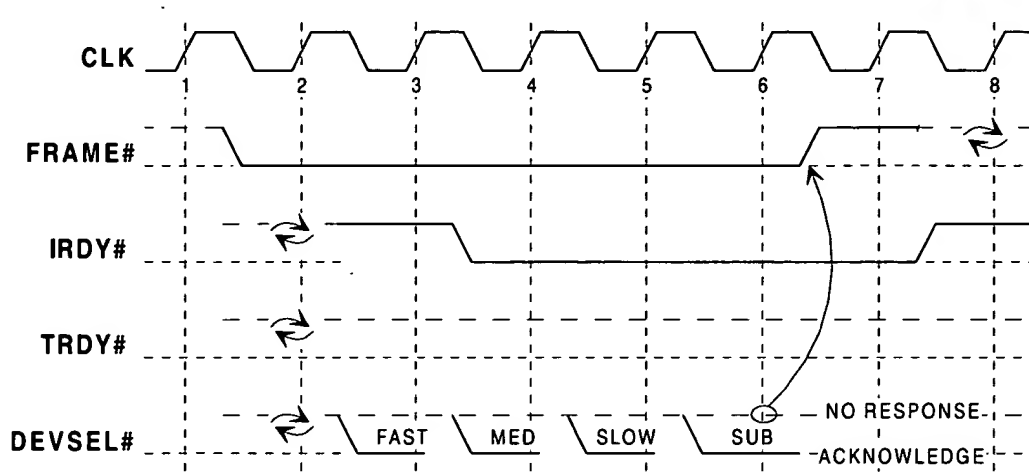 CLK
1 2 3 4 5 6 7 8
FRAME#
IRDY#
TRDY#
DEVSEL#
FAST MED SLOW SUB
NO RESPONSE
ACKNOWLEDGE